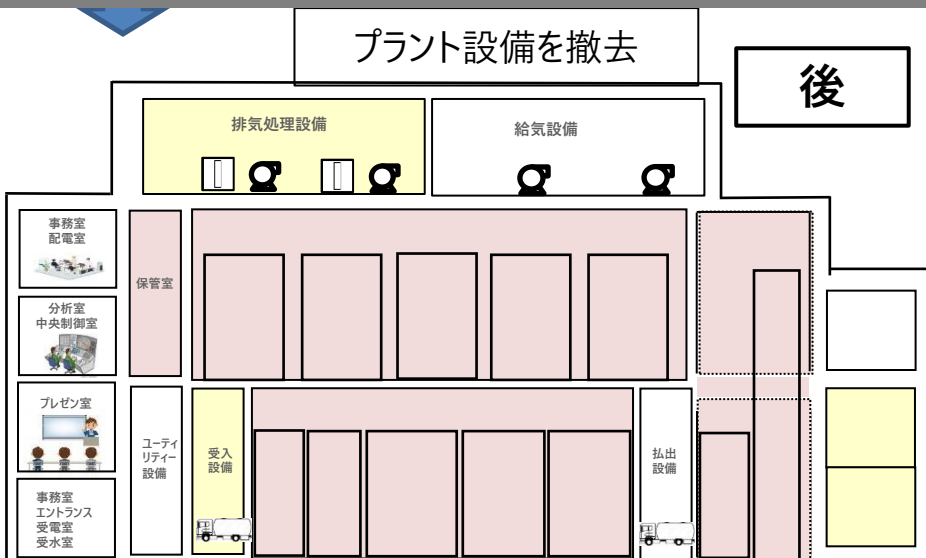 プラント設備を撤去
後
排気処理設備
給気設備
事務室
配電室
保管室
分析室
中央制御室
プレゼン室
ユーティ
リティー
設備
受入
設備
払出
設備
事務室
エントランス
受電室
受水室